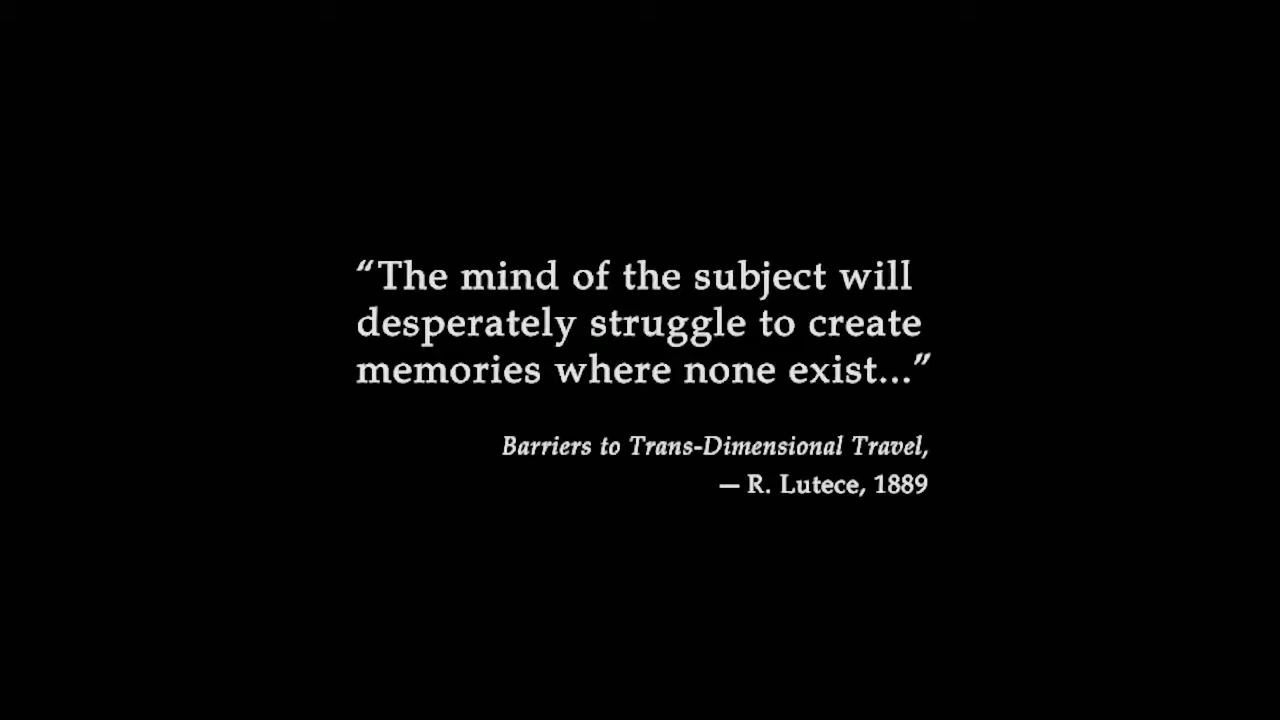 “The mind of the subject will
desperately struggle to create
memories where none exist...”
Barriers to Trans-Dimensional Travel,
— R. Lutece, 1889